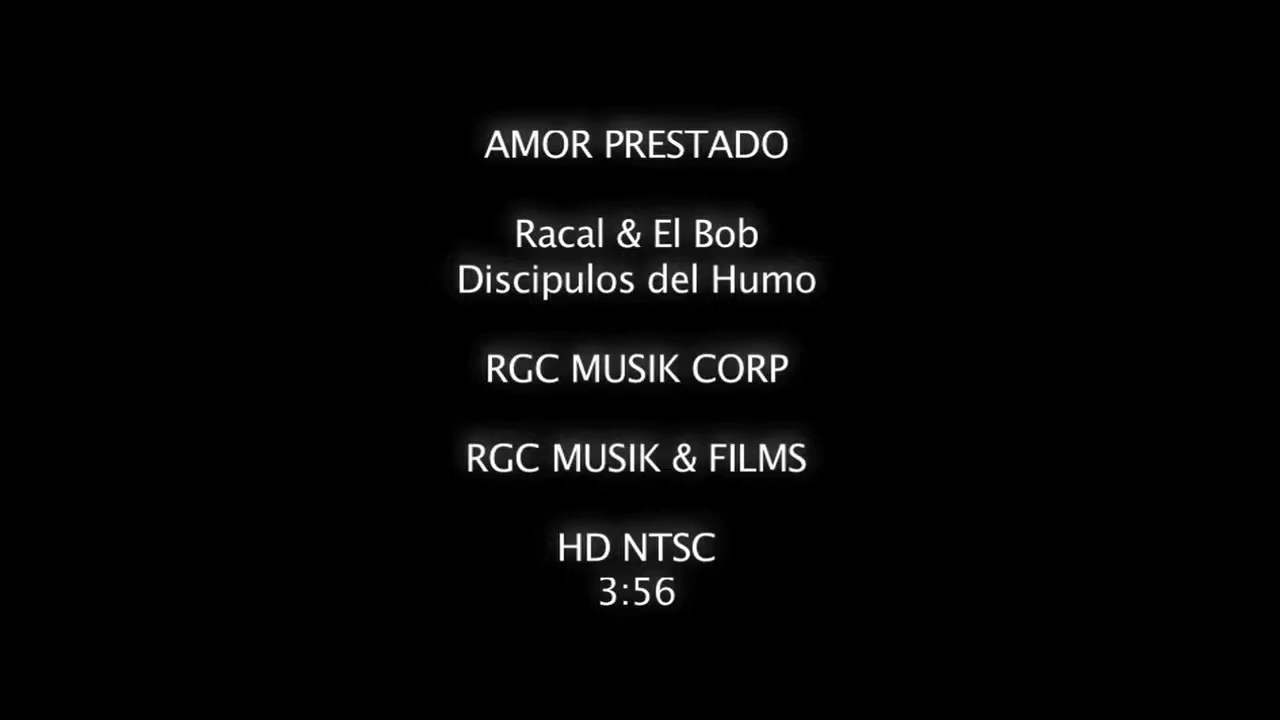 AMOR PRESTADO
Racal & El Bob
Discipulos del Humo
RGC MUSIK CORP
RGC MUSIK & FILMS
HD NTSC
3:56